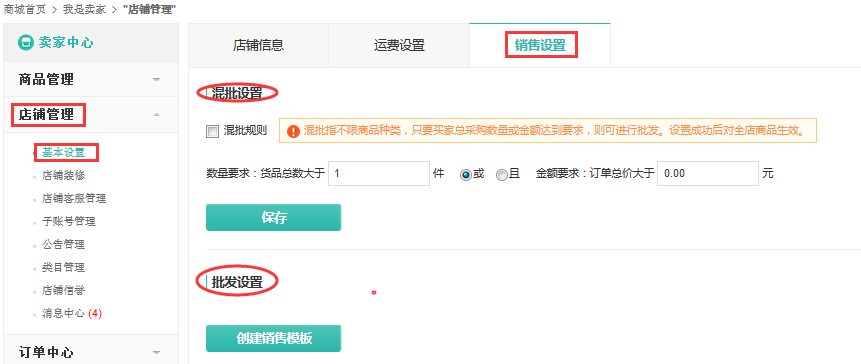 商城首页 > 我是卖家 > "店铺管理"
卖家中心
商品管理
店铺管理
基本设置
店铺装修
店铺客服管理
子账号管理
公告管理
类目管理
店铺信誉
消息中心 (4)
订单中心
店铺信息 运费设置 销售设置
混批设置
混批规则 混批指不限商品种类，只要买家总采购数量或金额达到要求，则可进行批发。设置成功后对全店商品生效。
数量要求：货品总数大于 1 件 或 且 金额要求：订单总价大于 0.00 元
保存
批发设置
创建销售模板